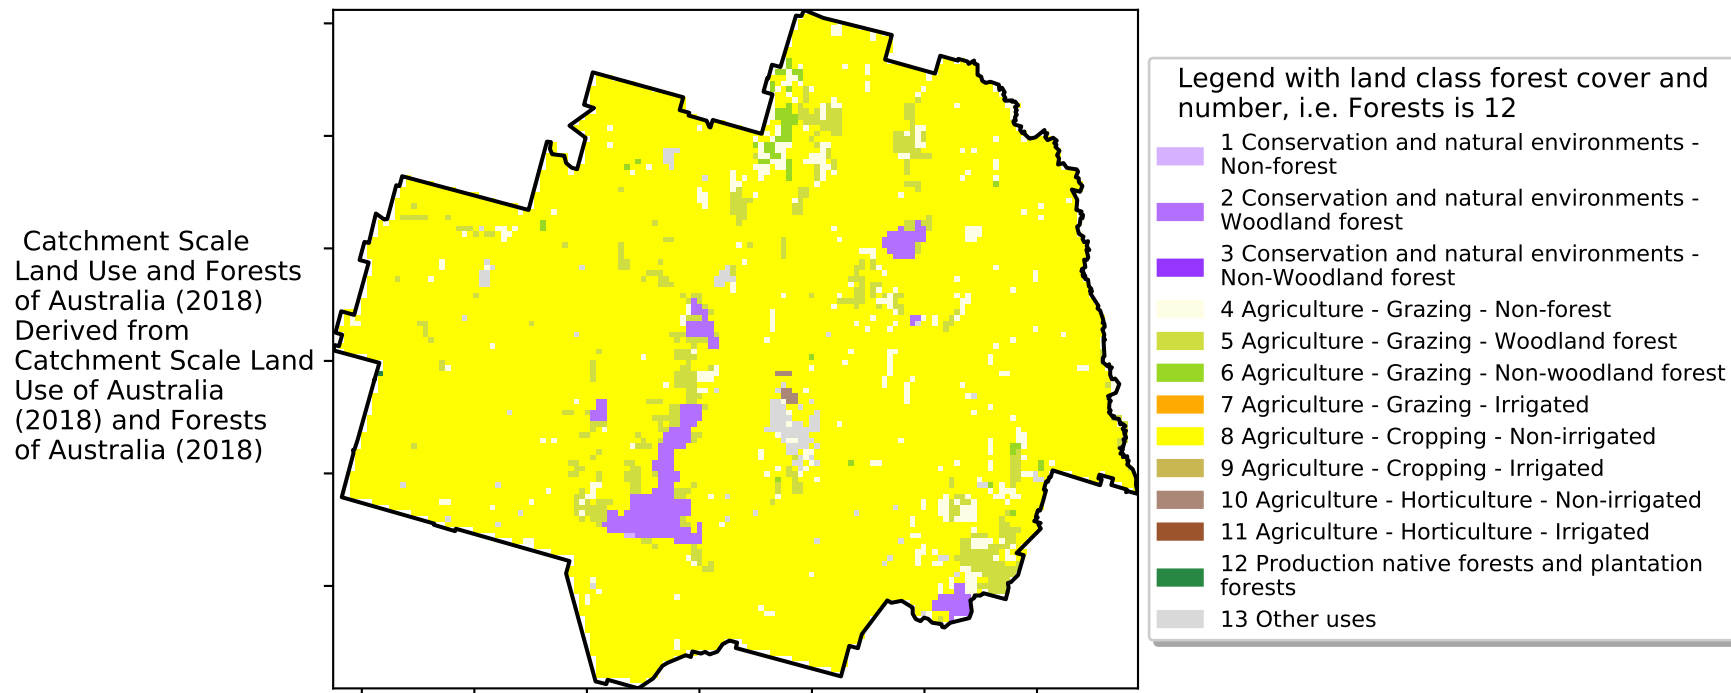 Catchment Scale
Land Use and Forests
of Australia (2018)
Derived from
Catchment Scale Land
Use of Australia
(2018) and Forests
of Australia (2018)
Legend with land class forest cover and
number, i.e. Forests is 12
1 Conservation and natural environments -
Non-forest
2 Conservation and natural environments -
Woodland forest
3 Conservation and natural environments -
Non-Woodland forest
4 Agriculture - Grazing - Non-forest
5 Agriculture - Grazing - Woodland forest
6 Agriculture - Grazing - Non-woodland forest
7 Agriculture - Grazing - Irrigated
8 Agriculture - Cropping - Non-irrigated
9 Agriculture - Cropping - Irrigated
10 Agriculture - Horticulture - Non-irrigated
11 Agriculture - Horticulture - Irrigated
12 Production native forests and plantation
forests
13 Other uses